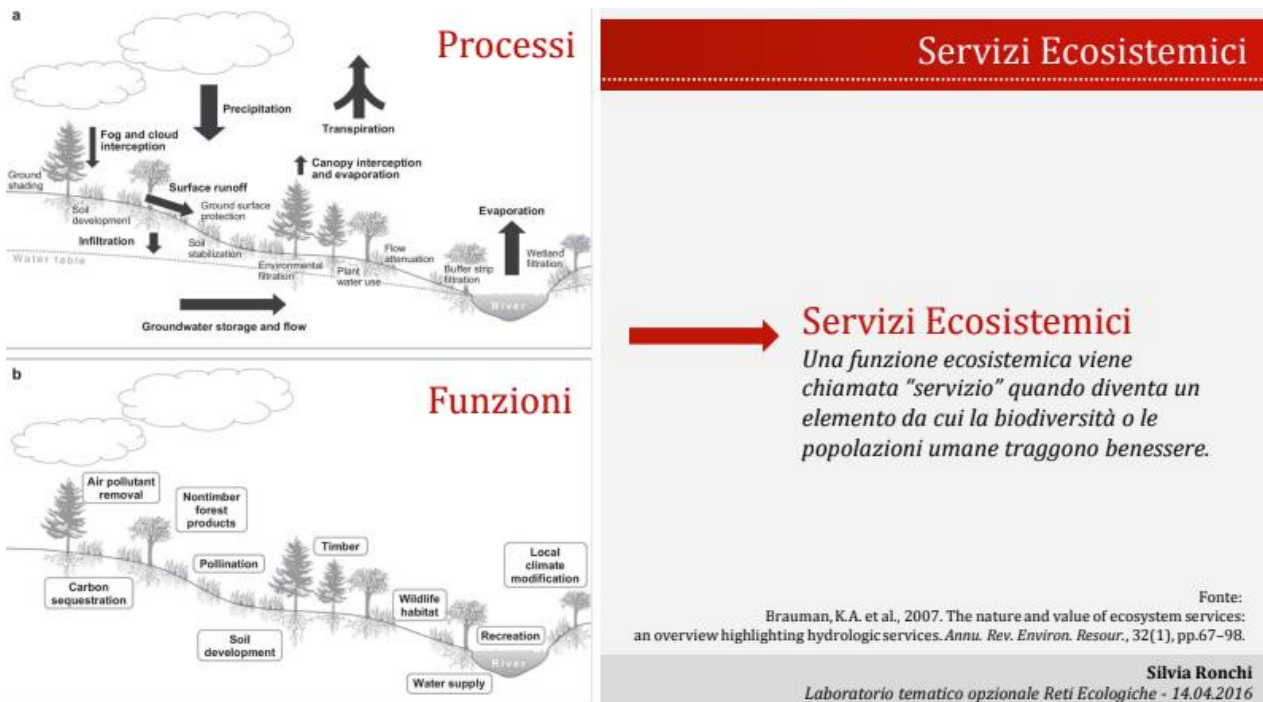 a
Processi
Precipitation
Transpiration
Fog and cloud
interception
Canopy interception
and evaporation
Ground
shading
Surface runoff
Ground surface
protection
Soil
development
Evaporation
Infiltration
Soil
stabilization
Flow
attenuation
Wetland
filtration
Water table
Environmental
filtration
Plant
water use
Buffer strip
filtration
River
Groundwater storage and flow
b
Funzioni
Air pollutant
removal
Nontimber
forest
products
Timber
Local
climate
modification
Pollination
Carbon
sequestration
Wildlife
habitat
Recreation
Soil
development
River
Water supply
Servizi Ecosistemici
Servizi Ecosistemici
Una funzione ecosistemica viene
chiamata “servizio” quando diventa un
elemento da cui la biodiversità o le
popolazioni umane traggono benessere.
Fonte:
Brauman, K.A. et al., 2007. The nature and value of ecosystem services:
an overview highlighting hydrologic services. Annu. Rev. Environ. Resour., 32(1), pp.67–98.
Silvia Ronchi
Laboratorio tematico opzionale Reti Ecologiche - 14.04.2016